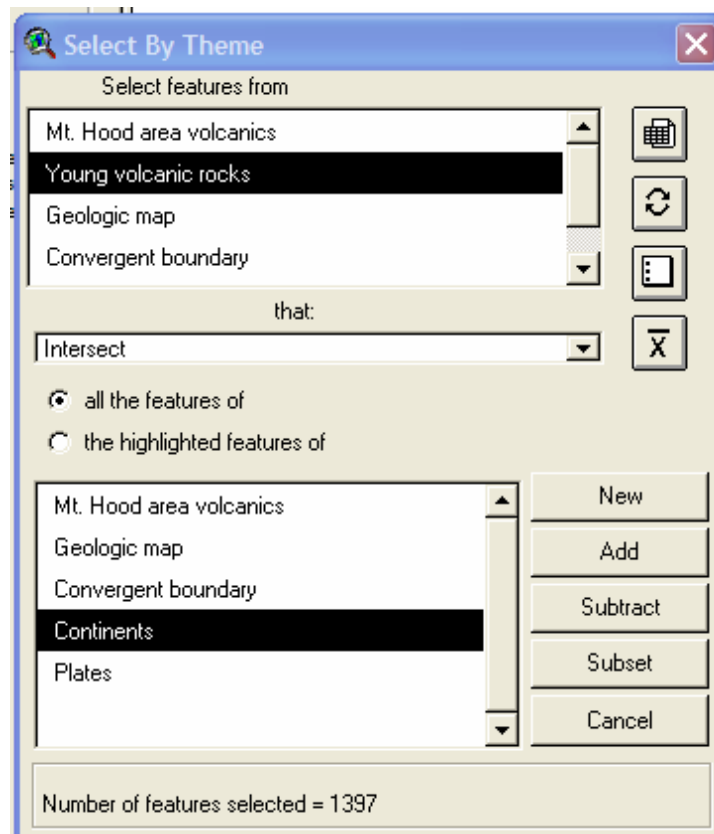 Select By Theme
Select features from
Mt. Hood area volcanics
Young volcanic rocks
Geologic map
Convergent boundary
that:
Intersect
all the features of
the highlighted features of
Mt. Hood area volcanics
Geologic map
Convergent boundary
Continents
Plates
New
Add
Subtract
Subset
Cancel
Number of features selected = 1397